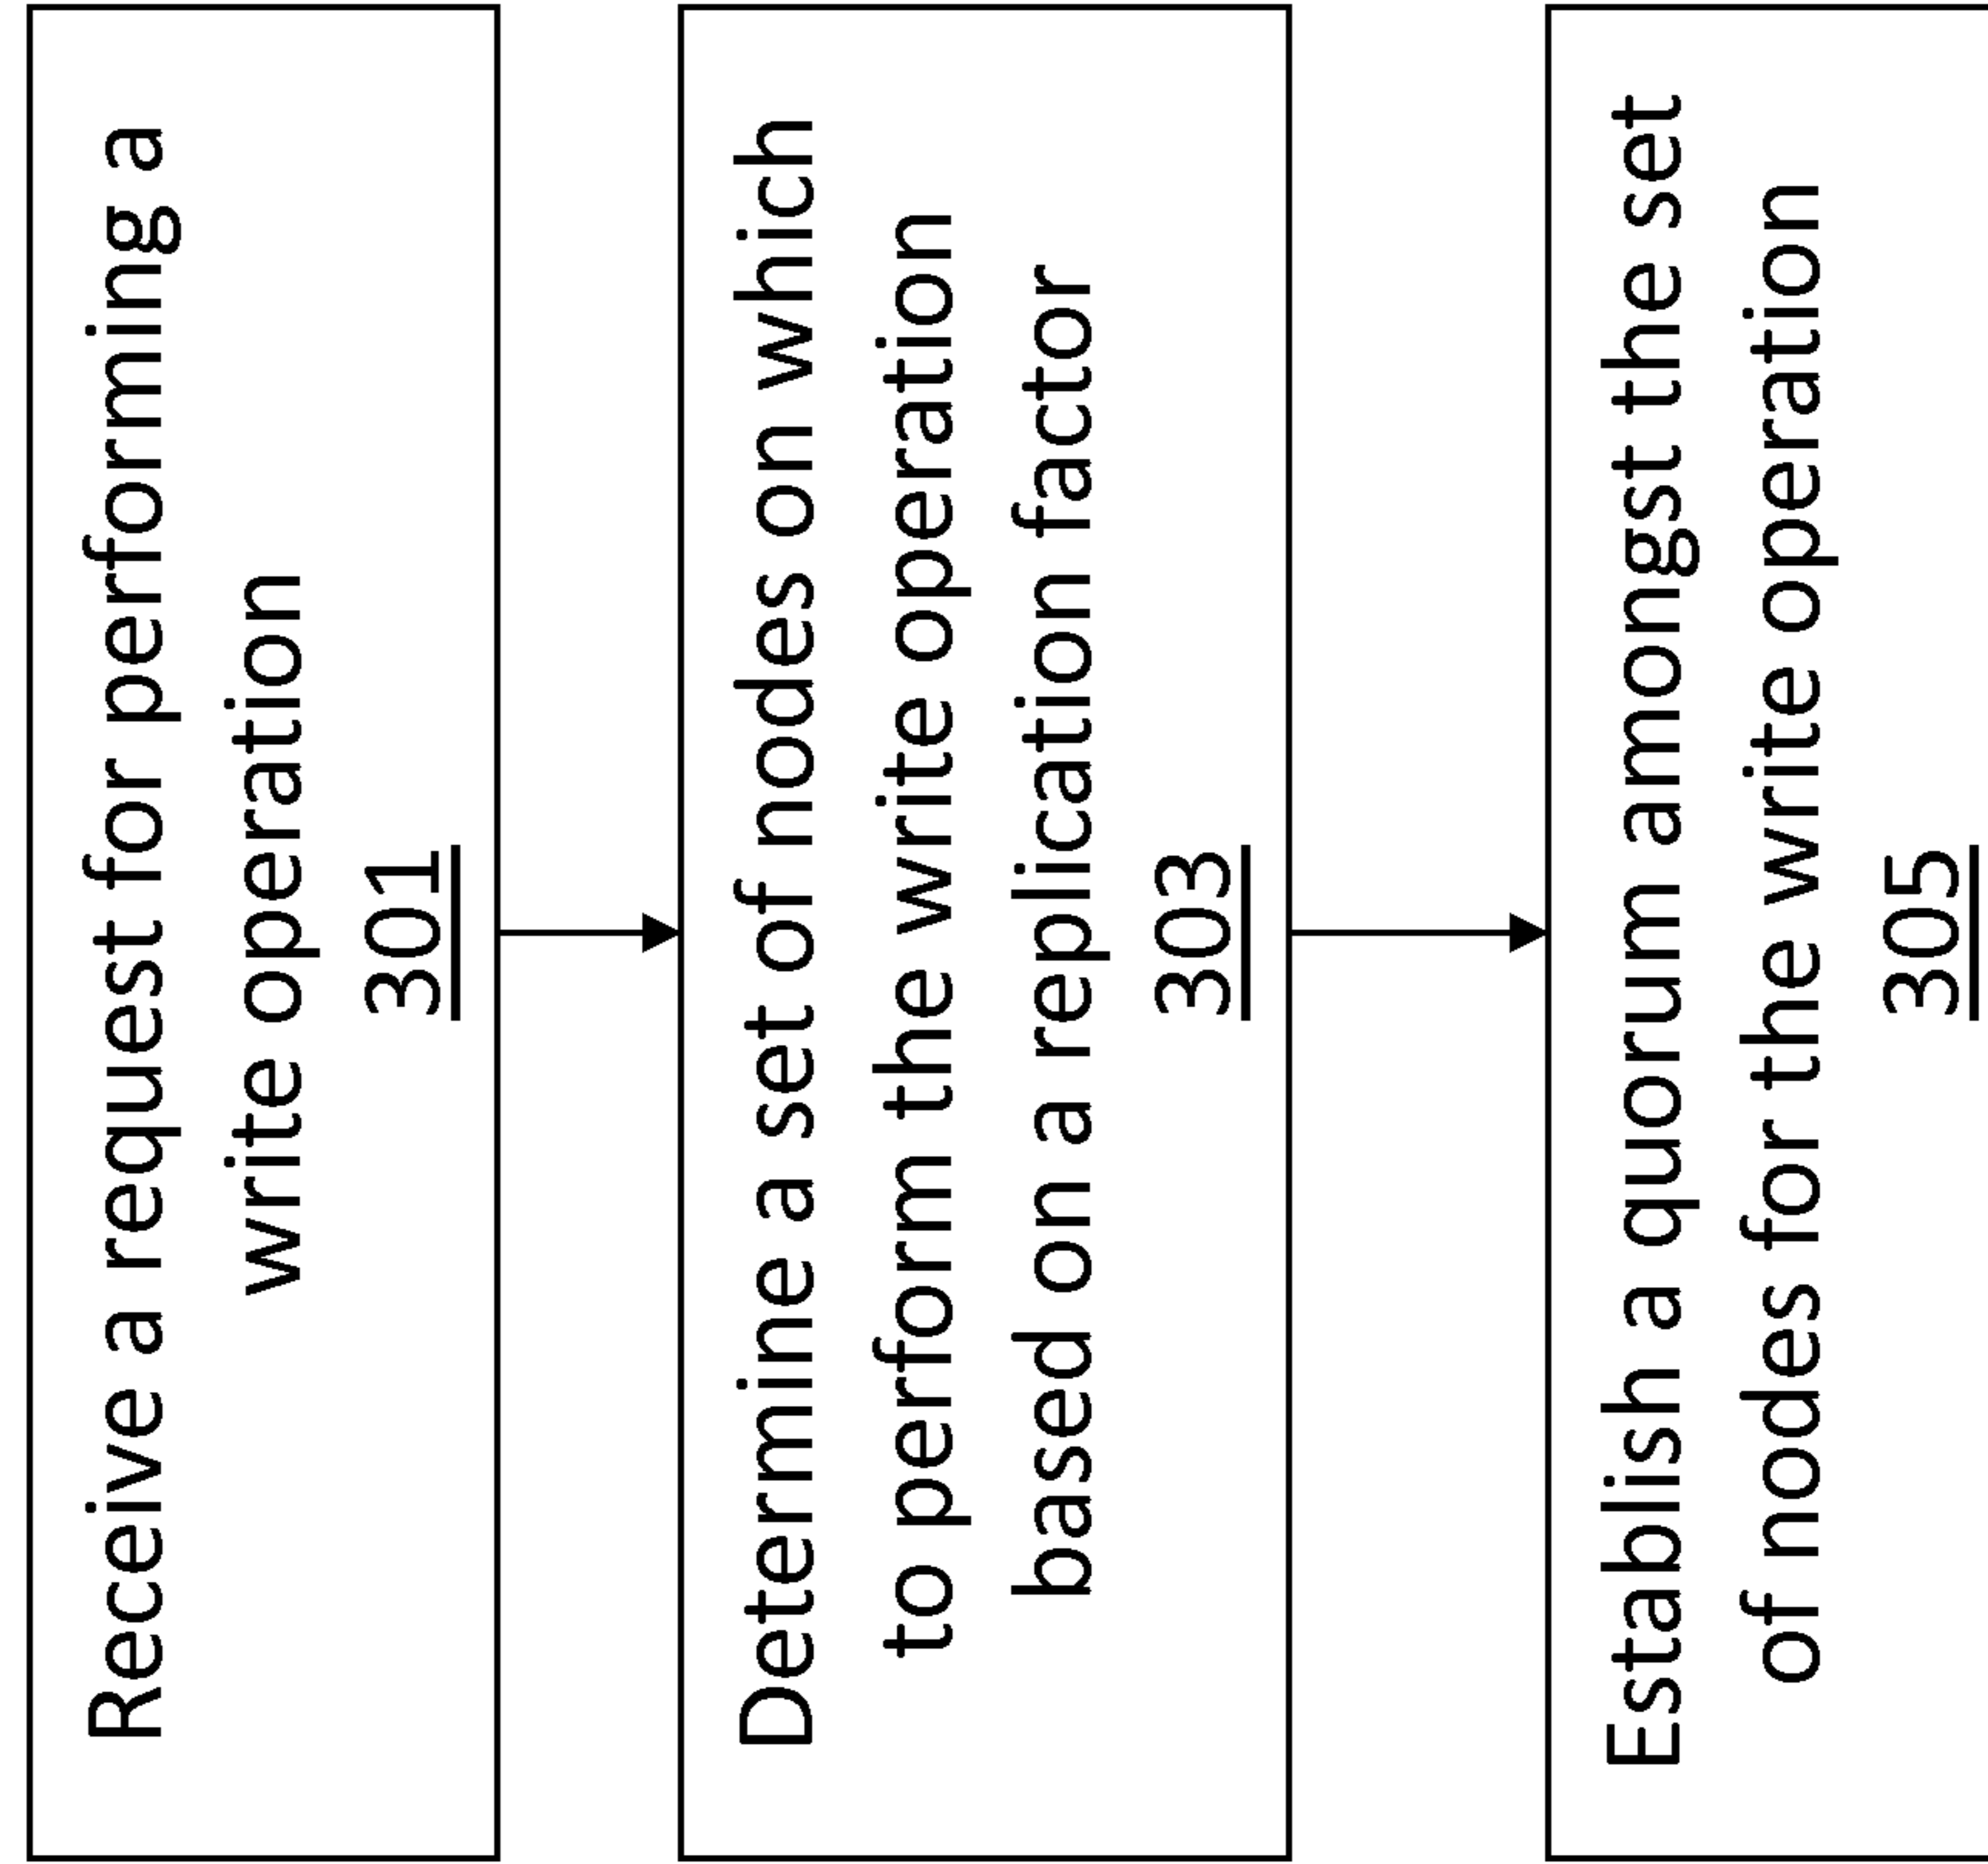 Receive a request for performing a
write operation
301
Determine a set of nodes on which
to perform the write operation
based on a replication factor
303
Establish a quorum amongst the set
of nodes for the write operation
305